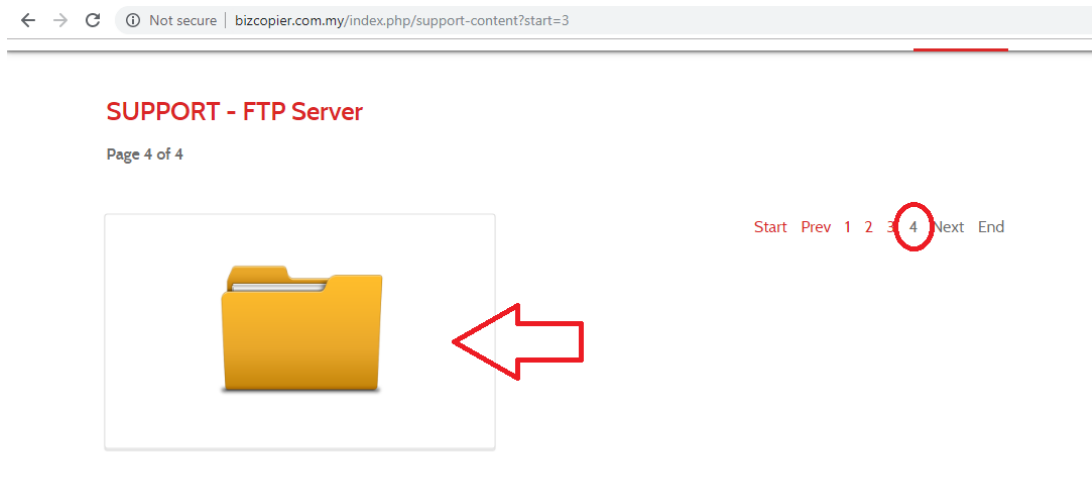 Not secure | bizcopier.com.my/index.php/support-content?start=3
SUPPORT - FTP Server
Page 4 of 4
Start Prev 1 2 3 4 Next End